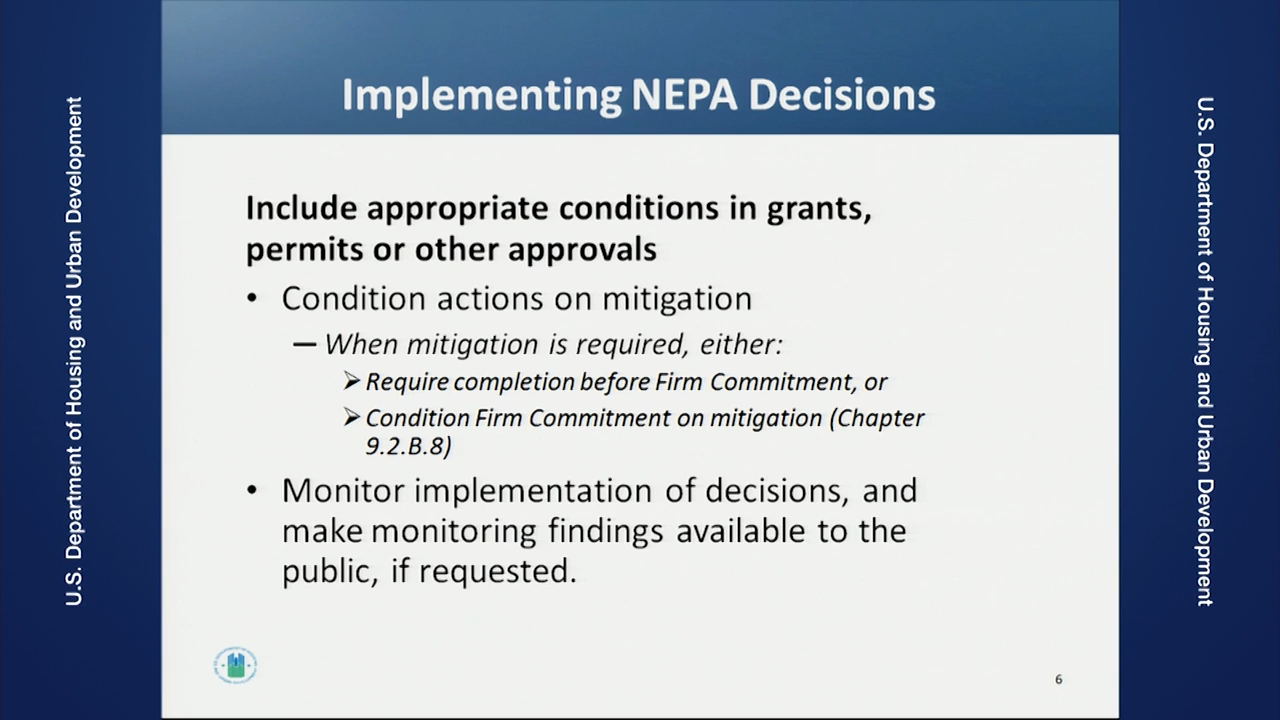 Implementing NEPA Decisions
U.S. Department of Housing and Urban Development
Include appropriate conditions in grants,
permits or other approvals
• Condition actions on mitigation
— When mitigation is required, either:
➢ Require completion before Firm Commitment, or
➢ Condition Firm Commitment on mitigation (Chapter
9.2.B.8)
• Monitor implementation of decisions, and
make monitoring findings available to the
public, if requested.
6
U.S. Department of Housing and Urban Development